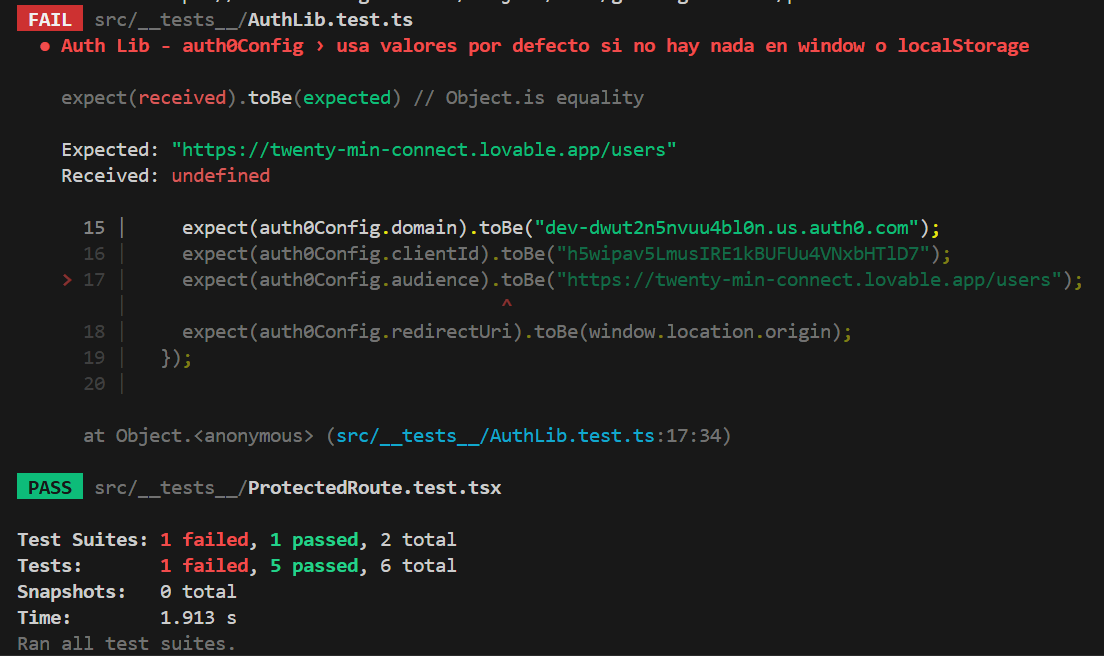 FAIL src/__tests__/AuthLib.test.ts
● Auth Lib - auth0Config › usa valores por defecto si no hay nada en window o localStorage
expect(received).toBe(expected) // Object.is equality
Expected: "https://twenty-min-connect.lovable.app/users"
Received: undefined
15 |     expect(auth0Config.domain).toBe("dev-dwut2n5nvuu4bl0n.us.auth0.com");
16 |     expect(auth0Config.clientId).toBe("h5wipav5LmusIRE1kBUFUu4VNxbHTlD7");
> 17 |     expect(auth0Config.audience).toBe("https://twenty-min-connect.lovable.app/users");
|                                  ^
18 |     expect(auth0Config.redirectUri).toBe(window.location.origin);
19 |   });
20 |
at Object.<anonymous> (src/__tests__/AuthLib.test.ts:17:34)
PASS src/__tests__/ProtectedRoute.test.tsx
Test Suites: 1 failed, 1 passed, 2 total
Tests:       1 failed, 5 passed, 6 total
Snapshots:   0 total
Time:        1.913 s
Ran all test suites.